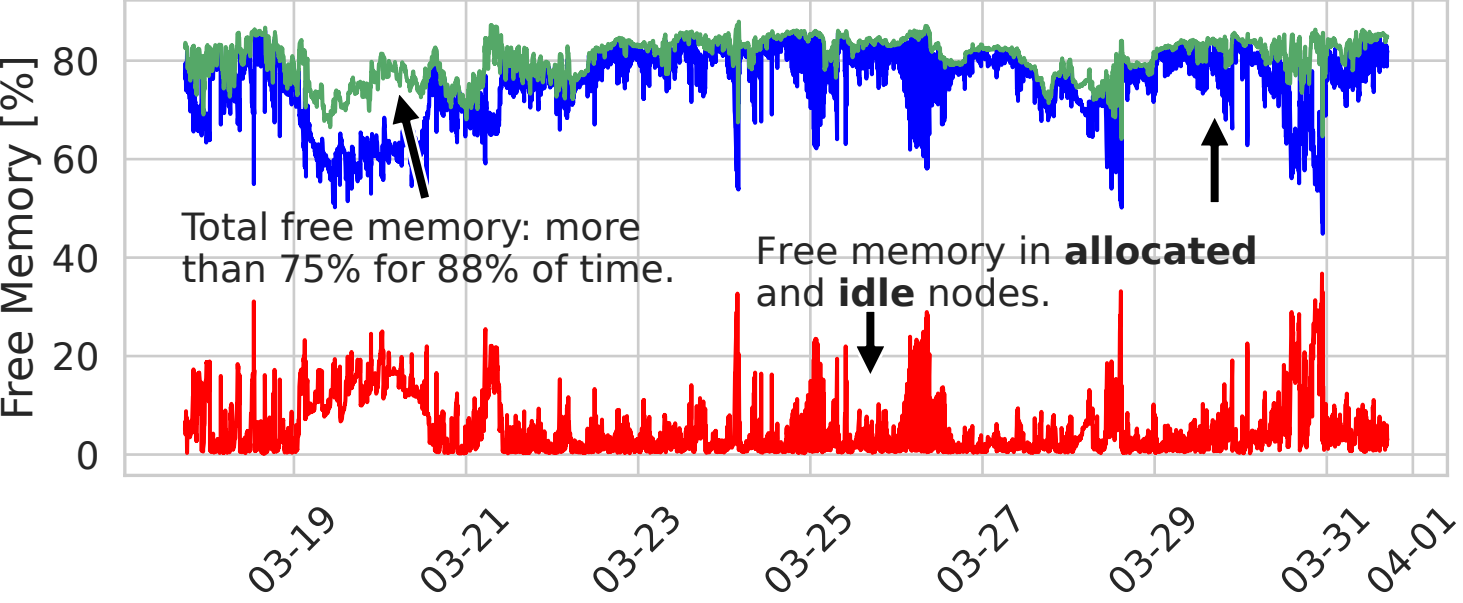 Free Memory [%]
80
60
40
20
0
Total free memory: more
than 75% for 88% of time.
Free memory in allocated
and idle nodes.
03-19
03-21
03-23
03-25
03-27
03-29
03-31
04-01